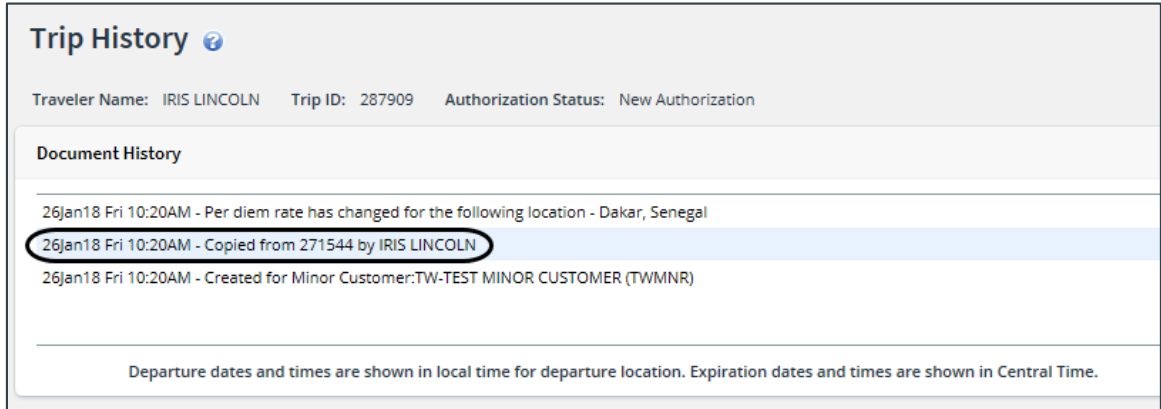 Trip History
Traveler Name: IRIS LINCOLN Trip ID: 287909 Authorization Status: New Authorization
Document History
26Jan18 Fri 10:20AM - Per diem rate has changed for the following location - Dakar, Senegal
26Jan18 Fri 10:20AM - Copied from 271544 by IRIS LINCOLN
26Jan18 Fri 10:20AM - Created for Minor Customer:TW-TEST MINOR CUSTOMER (TWMNR)
Departure dates and times are shown in local time for departure location. Expiration dates and times are shown in Central Time.